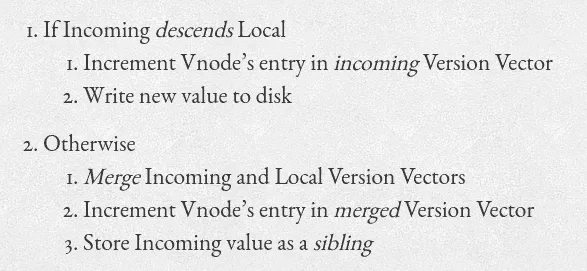 1. If Incoming descends Local
1. Increment Vnode’s entry in incoming Version Vector
2. Write new value to disk
2. Otherwise
1. Merge Incoming and Local Version Vectors
2. Increment Vnode’s entry in merged Version Vector
3. Store Incoming value as a sibling